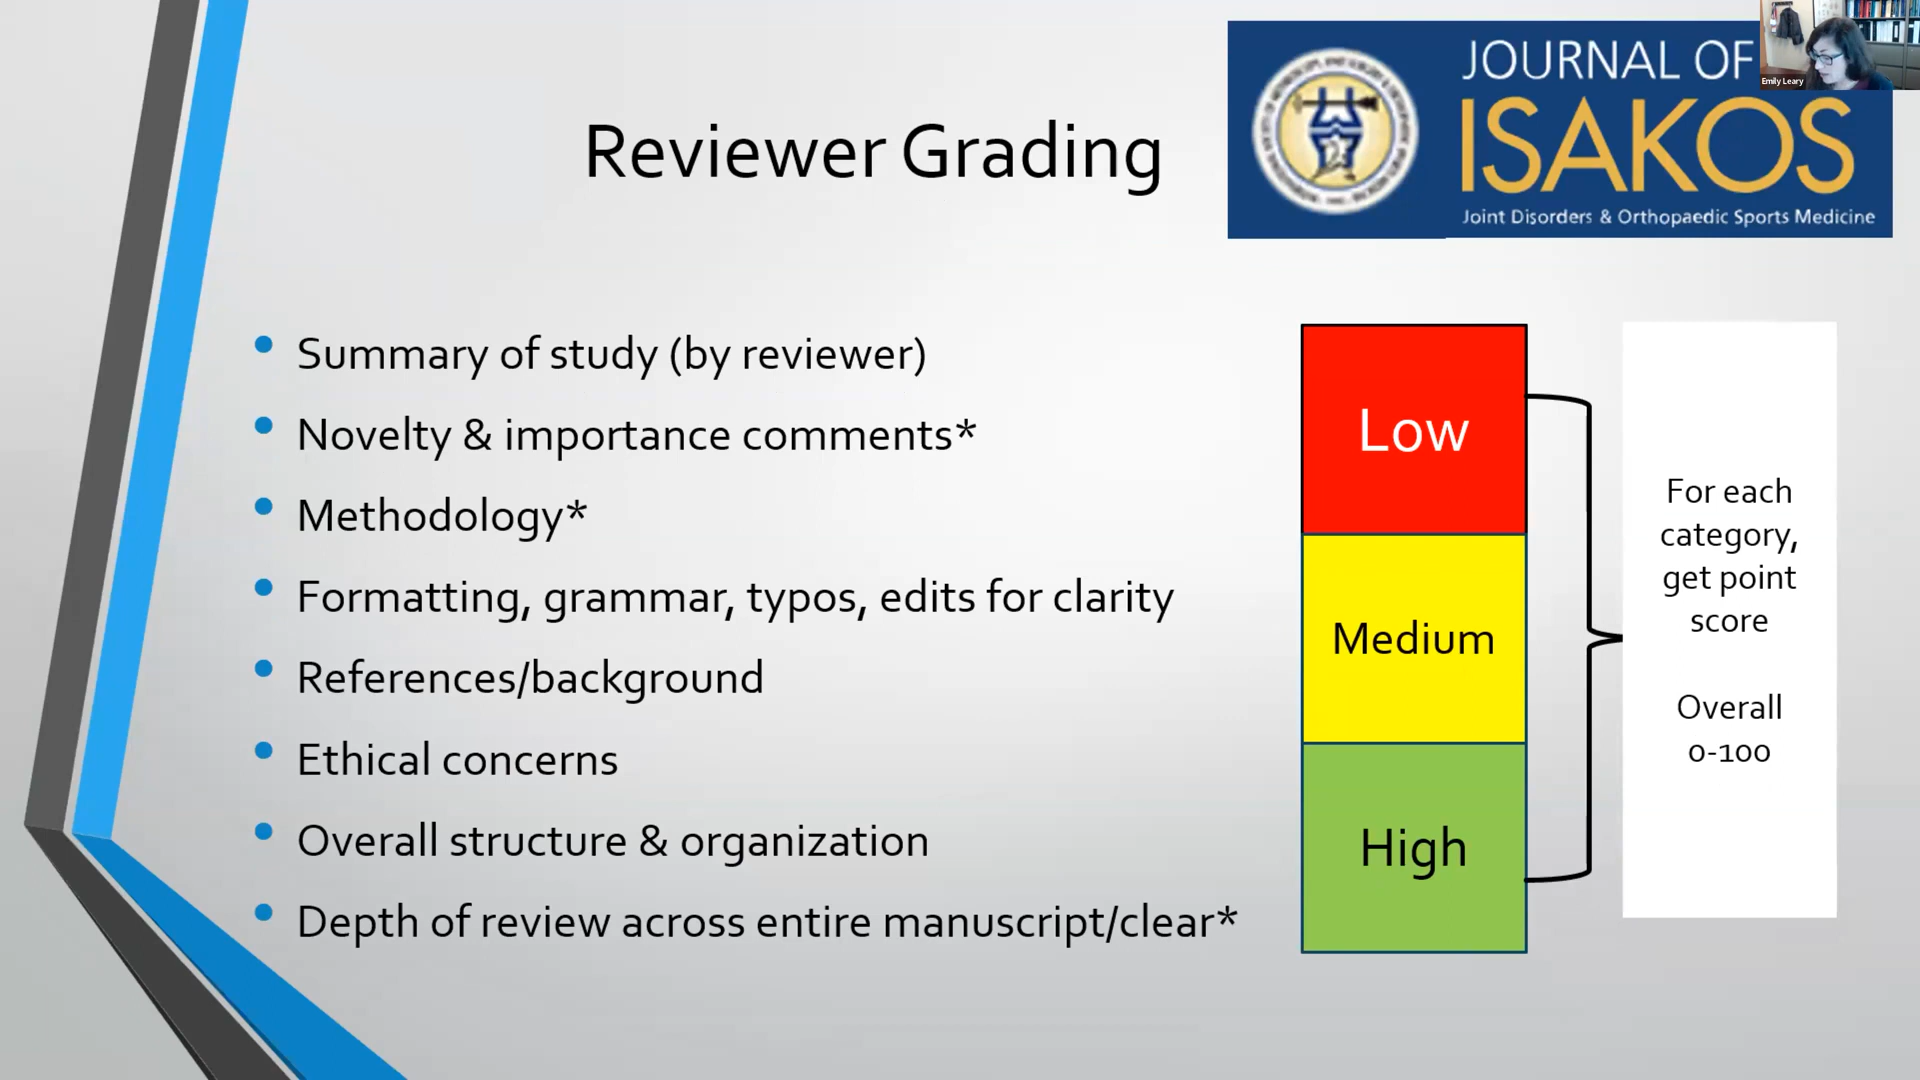 Reviewer Grading
JOURNAL OF
ISAKOS
Joint Disorders & Orthopaedic Sports Medicine
Emily Leary
• Summary of study (by reviewer)
• Novelty & importance comments*
• Methodology*
• Formatting, grammar, typos, edits for clarity
• References/background
• Ethical concerns
• Overall structure & organization
• Depth of review across entire manuscript/clear*
Low
Medium
High
For each
category,
get point
score
Overall
0-100